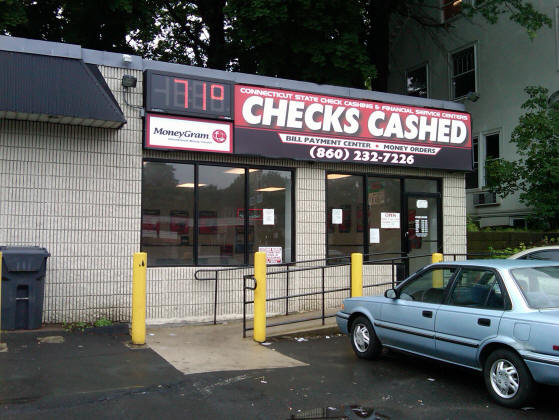 71°
MoneyGram
CONNECTICUT STATE CHECK CASHING & FINANCIAL SERVICE CENTERS
CHECKS CASHED
BILL PAYMENT CENTER • MONEY ORDERS
(860) 232-7226
OPEN